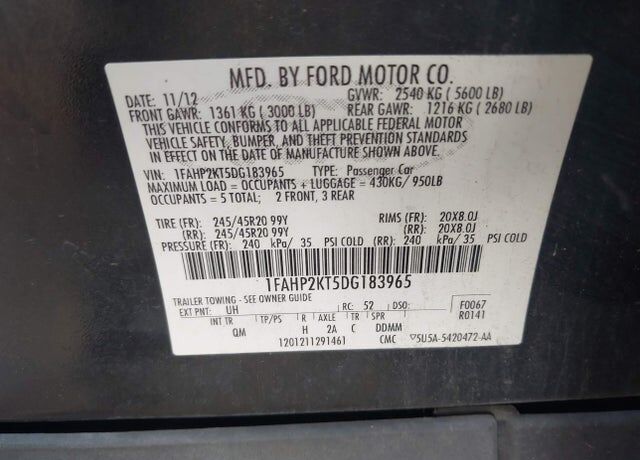 MFD. BY FORD MOTOR CO.
DATE: 11/12 GVWR: 2540 KG ( 5600 LB)
FRONT GAWR: 1361 KG ( 3000 LB) REAR GAWR: 1216 KG ( 2680 LB)
THIS VEHICLE CONFORMS TO ALL APPLICABLE FEDERAL MOTOR
VEHICLE SAFETY, BUMPER, AND THEFT PREVENTION STANDARDS
IN EFFECT ON THE DATE OF MANUFACTURE SHOWN ABOVE.
VIN: 1FAHP2KT5DG183965 TYPE: Passenger Car
MAXIMUM LOAD = OCCUPANTS + LUGGAGE = 430KG/ 950LB
OCCUPANTS = 5 TOTAL; 2 FRONT, 3 REAR
TIRE (FR): 245/45R20 99Y RIMS (FR): 20X8.0J
(RR): 245/45R20 99Y (RR): 20X8.0J
PRESSURE (FR): 240 kPa/ 35 PSI COLD (RR): 240 kPa/ 35 PSI COLD
1FAHP2KT5DG183965
TRAILER TOWING - SEE OWNER GUIDE
EXT PNT: UH RC: 52 DSO: F0067
INT TR TP/PS R AXLE TR SPR R0141
QM H 2A C DDMM
1201211291461 CMC ▽5U5A-5420472-AA